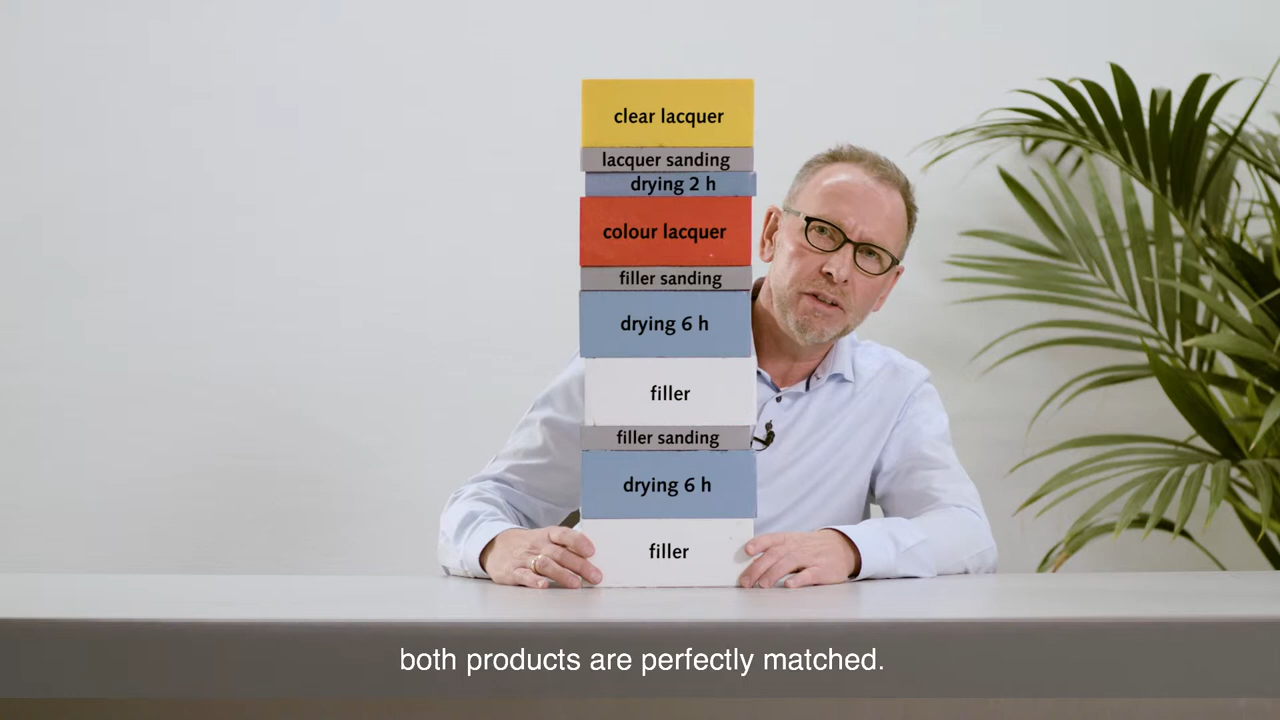 clear lacquer
lacquer sanding
drying 2 h
colour lacquer
filler sanding
drying 6 h
filler
filler sanding
drying 6 h
filler
both products are perfectly matched.